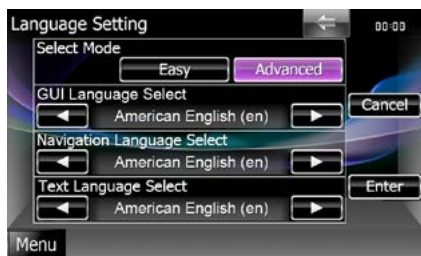 Language Setting
00:00
Select Mode
Easy Advanced
GUI Language Select
American English (en)
Cancel
Navigation Language Select
American English (en)
Text Language Select
American English (en)
Enter
Menu